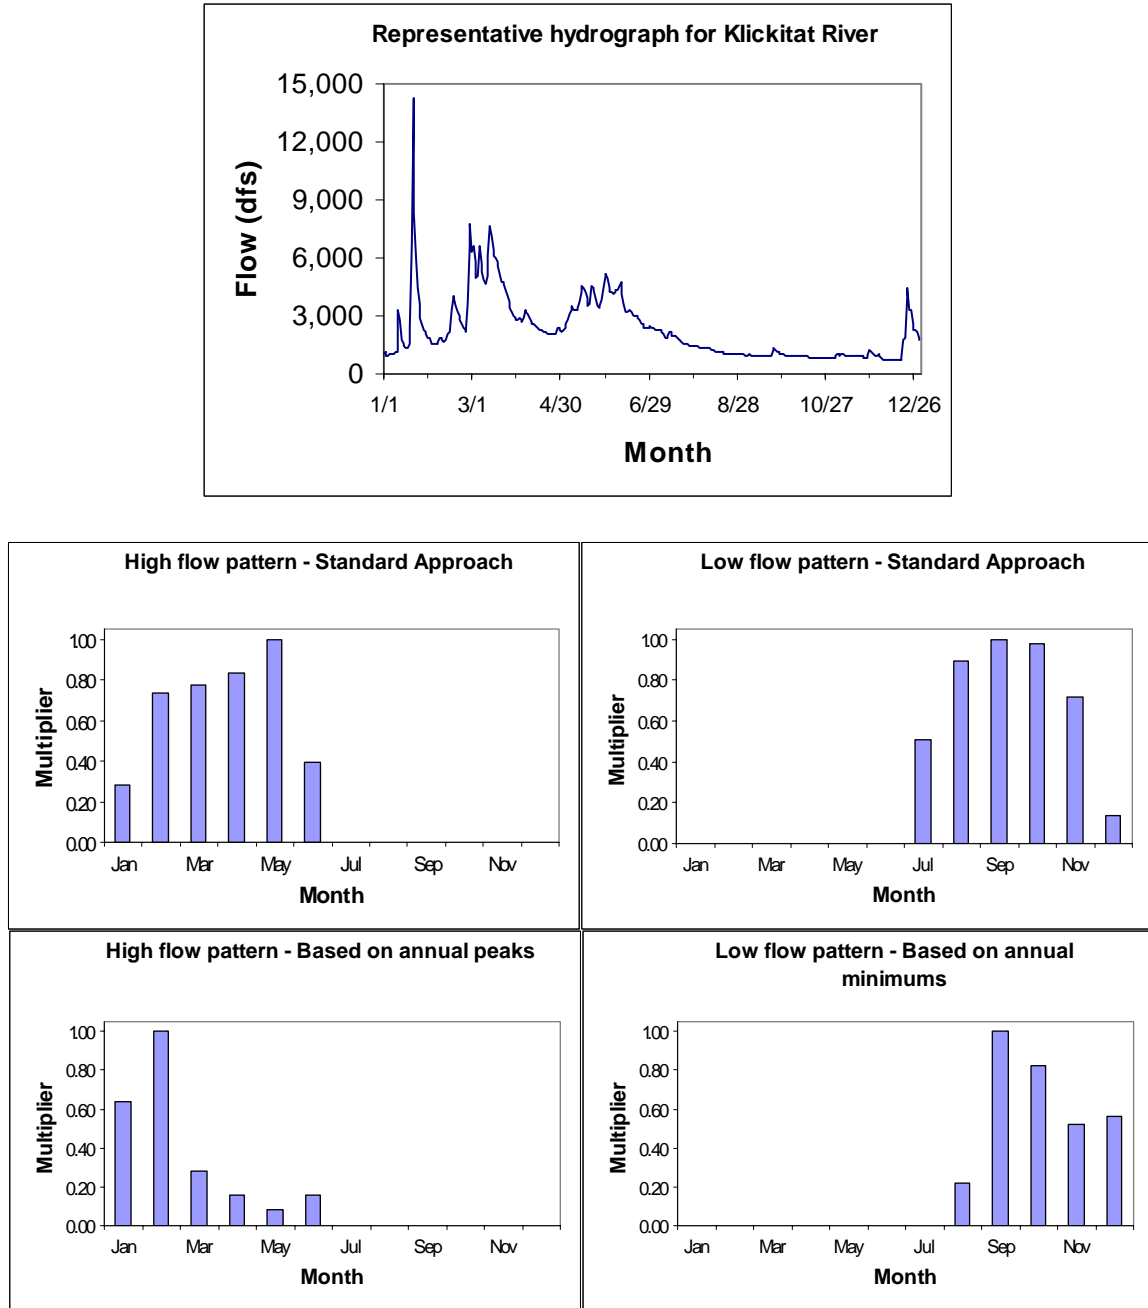 Representative hydrograph for Klickitat River
15,000
12,000
9,000
6,000
3,000
0
Flow (dfs)
1/1 3/1 4/30 6/29 8/28 10/27 12/26
Month
High flow pattern - Standard Approach
1.00
0.80
0.60
0.40
0.20
0.00
Multiplier
Jan Mar May Jul Sep Nov
Month
Low flow pattern - Standard Approach
1.00
0.80
0.60
0.40
0.20
0.00
Multiplier
Jan Mar May Jul Sep Nov
Month
High flow pattern - Based on annual peaks
1.00
0.80
0.60
0.40
0.20
0.00
Multiplier
Jan Mar May Jul Sep Nov
Month
Low flow pattern - Based on annual
minimums
1.00
0.80
0.60
0.40
0.20
0.00
Multiplier
Jan Mar May Jul Sep Nov
Month